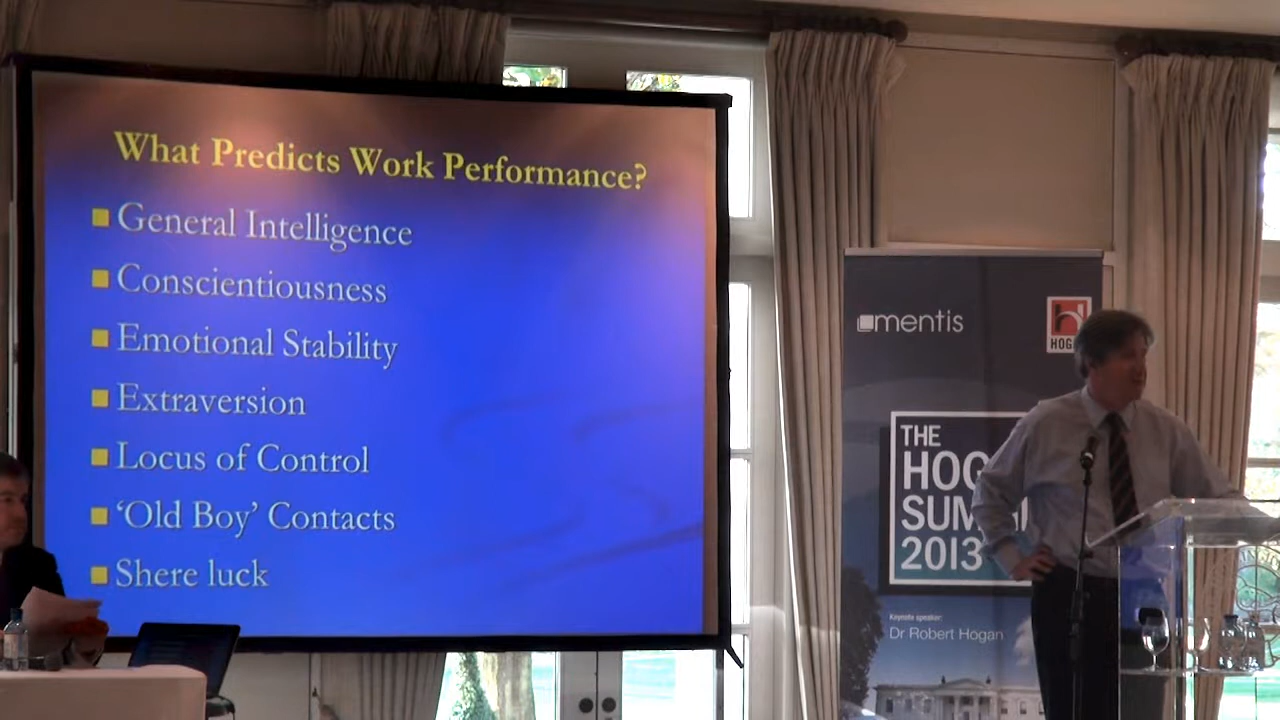 What Predicts Work Performance?
General Intelligence
Conscientiousness
Emotional Stability
Extraversion
Locus of Control
‘Old Boy’ Contacts
Shere luck
mentis
HOGA
THE
HOG
SUM
2013
Keynote speaker:
Dr Robert Hogan